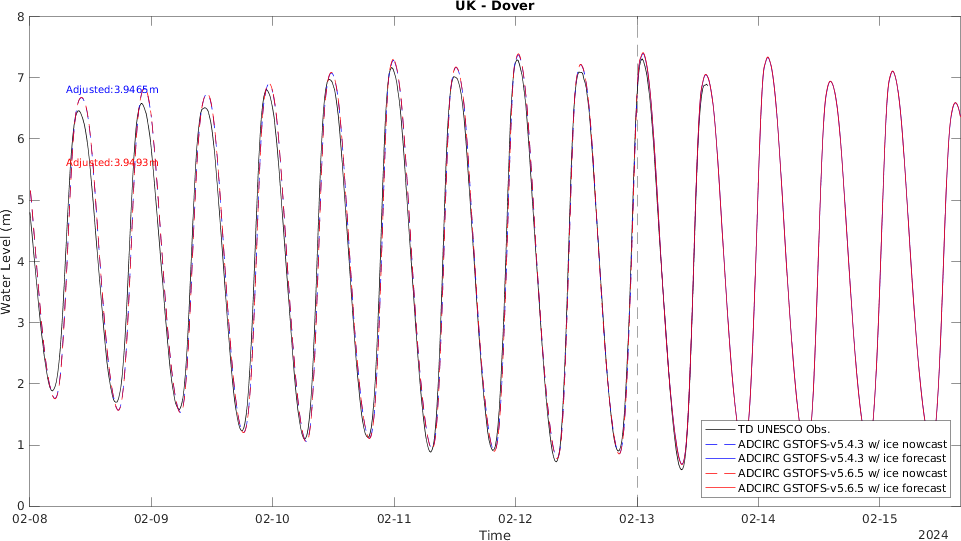 UK - Dover
8
7
6
5
4
3
2
1
0
Water Level (m)
Adjusted:3.9465m
Adjusted:3.9493m
TD UNESCO Obs.
ADCIRC GSTOFS-v5.4.3 w/ ice nowcast
ADCIRC GSTOFS-v5.4.3 w/ ice forecast
ADCIRC GSTOFS-v5.6.5 w/ ice nowcast
ADCIRC GSTOFS-v5.6.5 w/ ice forecast
02-08 02-09 02-10 02-11 02-12 02-13 02-14 02-15
Time
2024